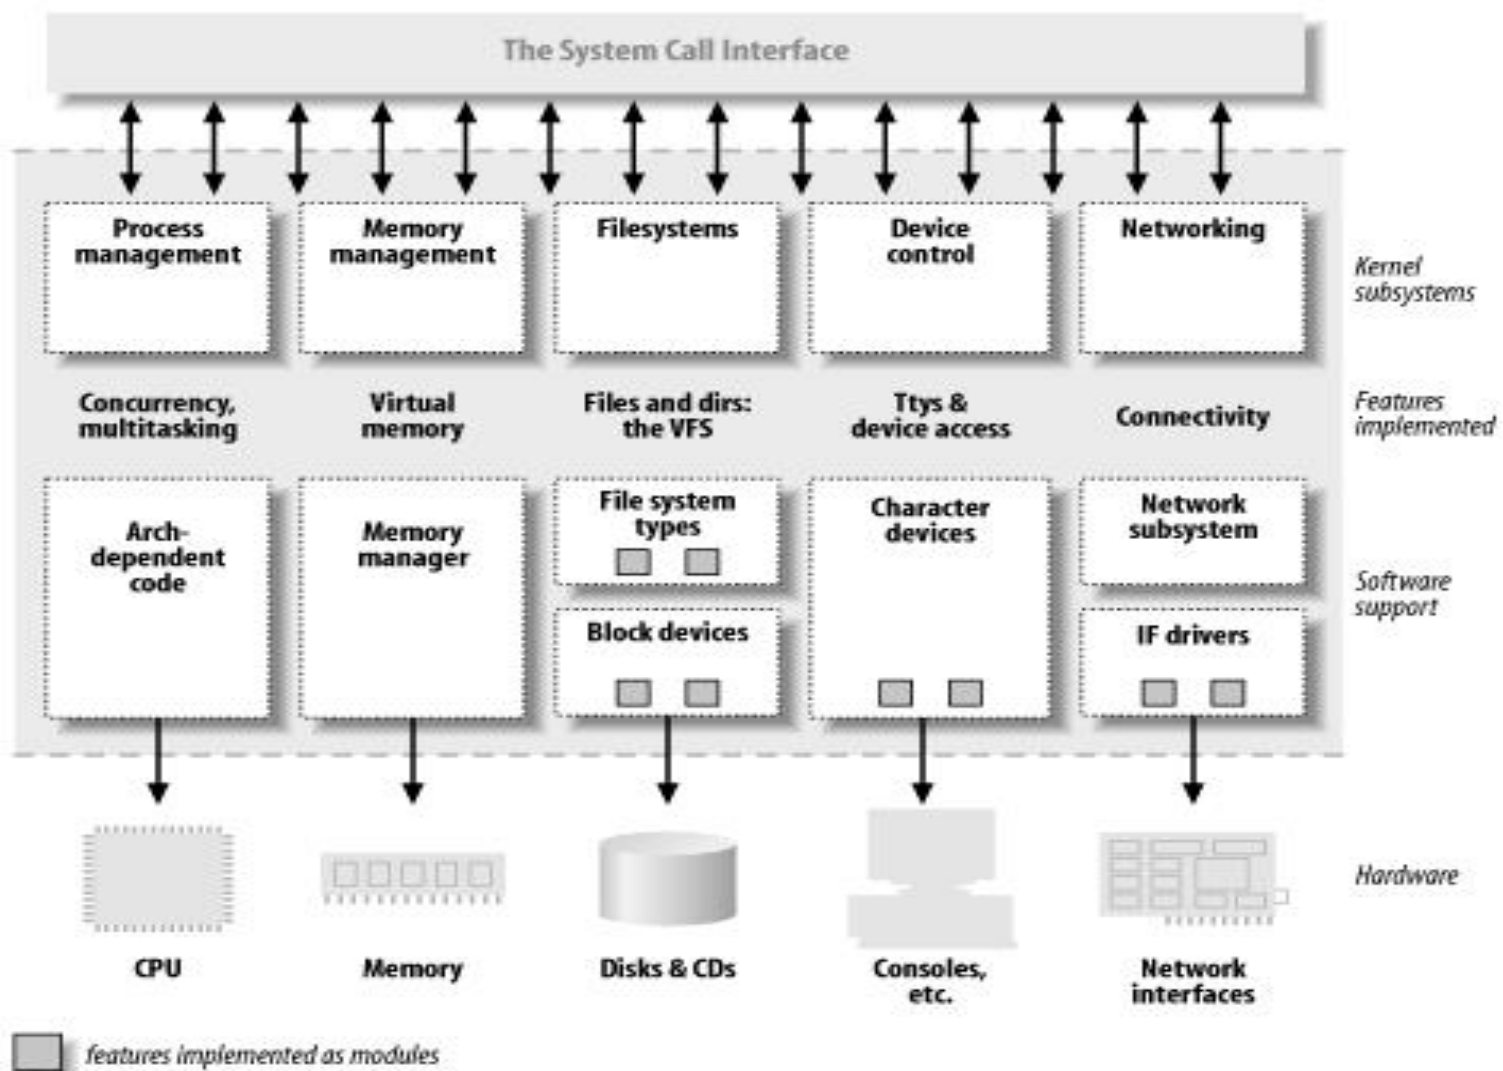 The System Call Interface
Process
management
Memory
management
Filesystems
Device
control
Networking
Kernel
subsystems
Concurrency,
multitasking
Virtual
memory
Files and dirs:
the VFS
Ttys &
device access
Connectivity
Features
implemented
Arch-
dependent
code
Memory
manager
File system
types
Block devices
Character
devices
Network
subsystem
IF drivers
Software
support
CPU
Memory
Disks & CDs
Consoles,
etc.
Network
interfaces
Hardware
features implemented as modules